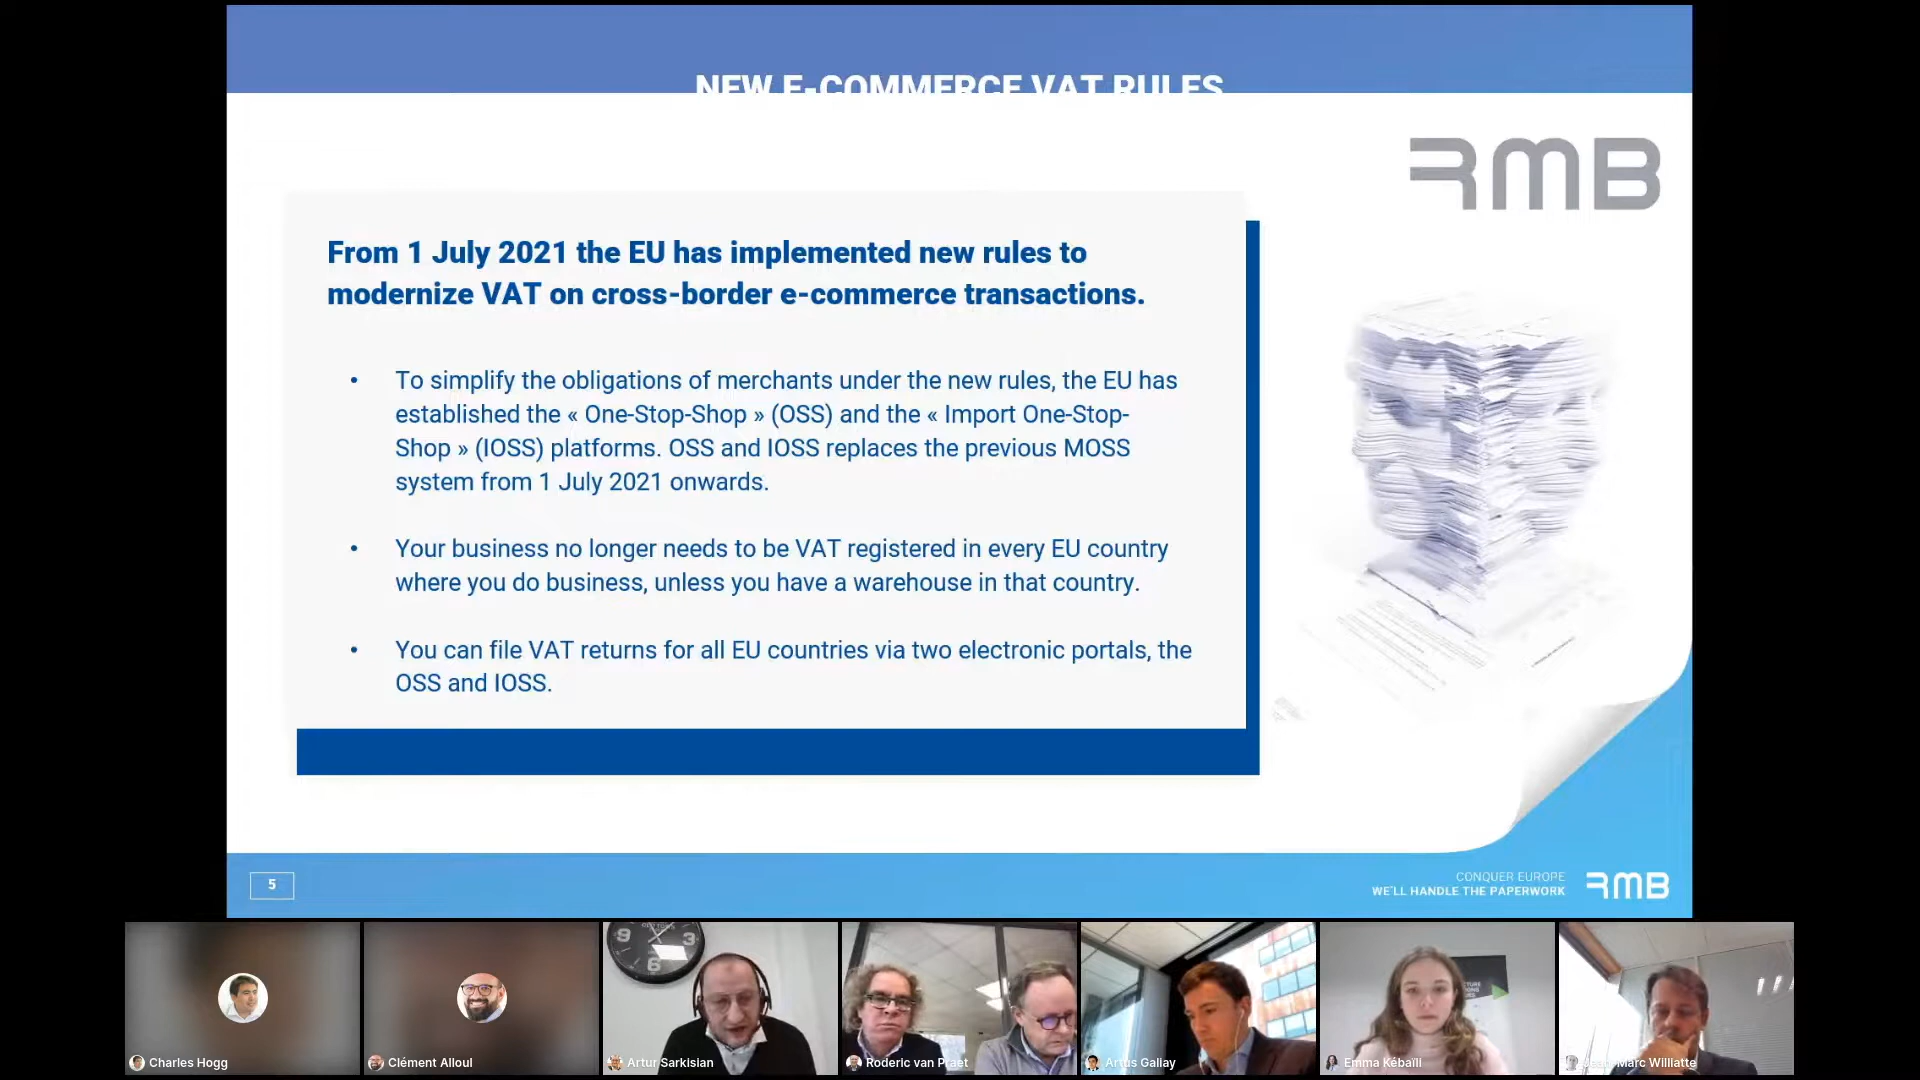 NEW E-COMMERCE VAT RULES
RMB
From 1 July 2021 the EU has implemented new rules to
modernize VAT on cross-border e-commerce transactions.
• To simplify the obligations of merchants under the new rules, the EU has
established the « One-Stop-Shop » (OSS) and the « Import One-Stop-
Shop » (IOSS) platforms. OSS and IOSS replaces the previous MOSS
system from 1 July 2021 onwards.
• Your business no longer needs to be VAT registered in every EU country
where you do business, unless you have a warehouse in that country.
• You can file VAT returns for all EU countries via two electronic portals, the
OSS and IOSS.
5
CONQUER EUROPE
WE'LL HANDLE THE PAPERWORK
RMB
9 3
6
Charles Hogg
Clément Alloul
Artur Sarkisian
Roderic van Praet
Artus Galiay
Emma Kébaïli
Marc Williatte